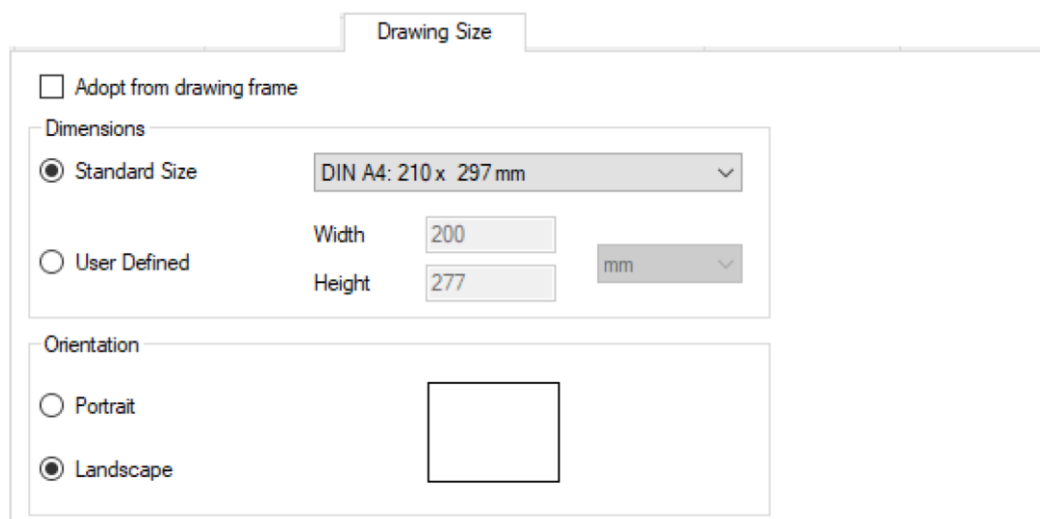 Drawing Size
Adopt from drawing frame
Dimensions
Standard Size DIN A4: 210 x 297 mm
Width 200
User Defined mm
Height 277
Orientation
Portrait
Landscape